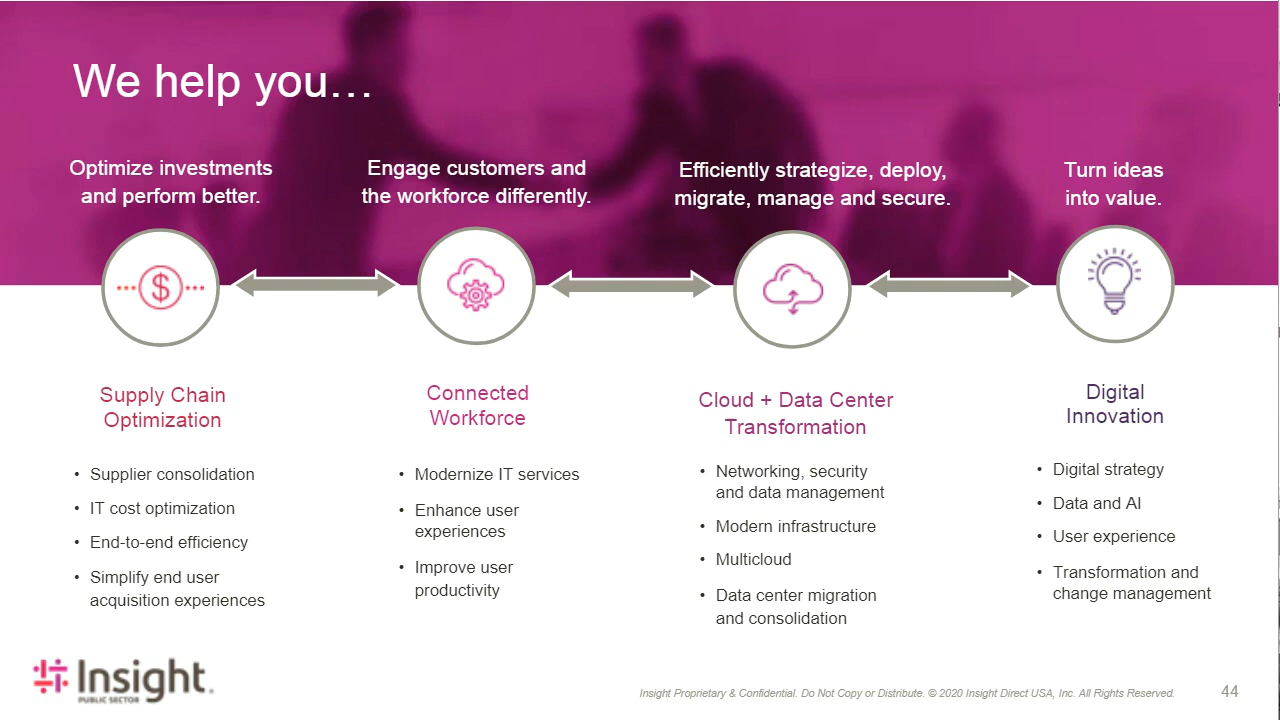 We help you…
Optimize investments
and perform better.
Engage customers and
the workforce differently.
Efficiently strategize, deploy,
migrate, manage and secure.
Turn ideas
into value.
$
Supply Chain
Optimization
• Supplier consolidation
• IT cost optimization
• End-to-end efficiency
• Simplify end user
acquisition experiences
Connected
Workforce
• Modernize IT services
• Enhance user
experiences
• Improve user
productivity
Cloud + Data Center
Transformation
• Networking, security
and data management
• Modern infrastructure
• Multicloud
• Data center migration
and consolidation
Digital
Innovation
• Digital strategy
• Data and AI
• User experience
• Transformation and
change management
Insight.
PUBLIC SECTOR
Insight Proprietary & Confidential. Copy or Distribute. © 2020 Insight Direct USA, Inc. All Rights Reserved.
44